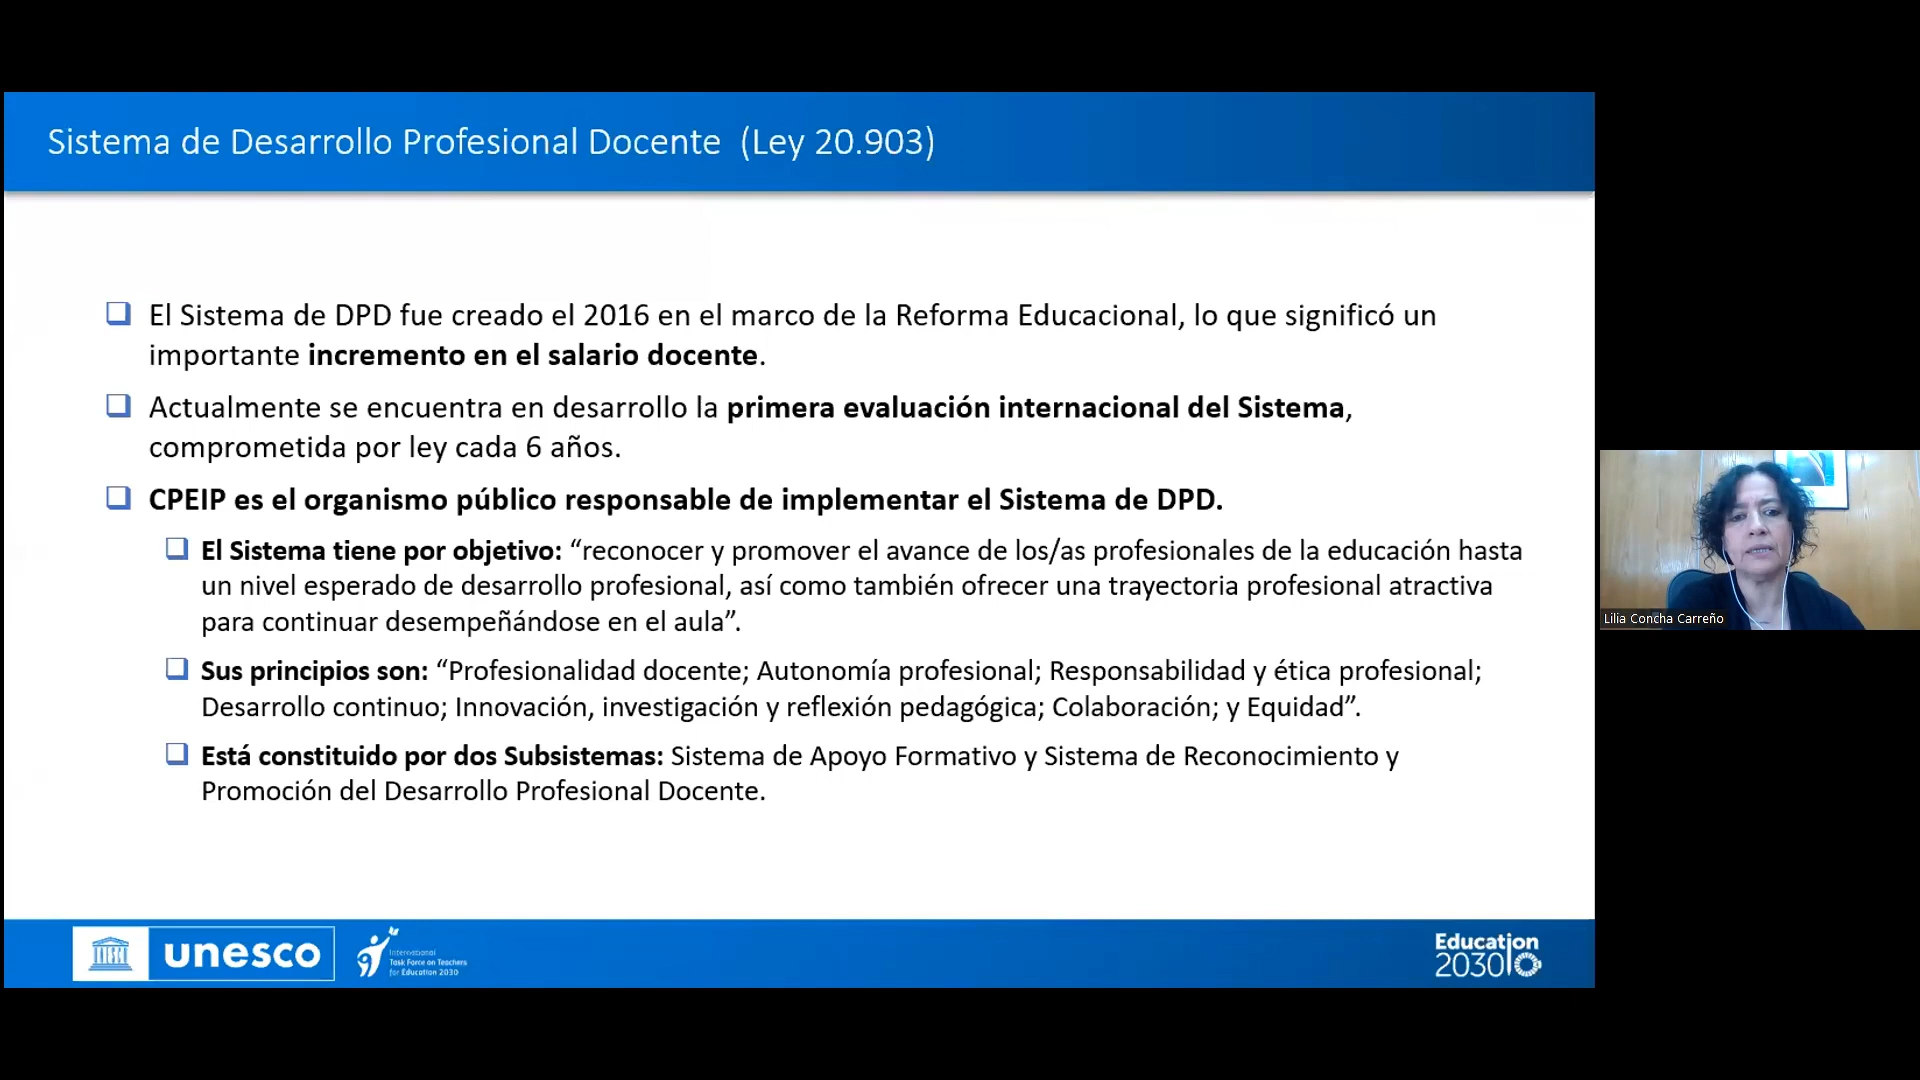 Sistema de Desarrollo Profesional Docente (Ley 20.903)
El Sistema de DPD fue creado el 2016 en el marco de la Reforma Educacional, lo que significó un
importante incremento en el salario docente.
Actualmente se encuentra en desarrollo la primera evaluación internacional del Sistema,
comprometida por ley cada 6 años.
CPEIP es el organismo público responsable de implementar el Sistema de DPD.
El Sistema tiene por objetivo: “reconocer y promover el avance de los/as profesionales de la educación hasta
un nivel esperado de desarrollo profesional, así como también ofrecer una trayectoria profesional atractiva
para continuar desempeñándose en el aula”.
Sus principios son: “Profesionalidad docente; Autonomía profesional; Responsabilidad y ética profesional;
Desarrollo continuo; Innovación, investigación y reflexión pedagógica; Colaboración; y Equidad”.
Está constituido por dos Subsistemas: Sistema de Apoyo Formativo y Sistema de Reconocimiento y
Promoción del Desarrollo Profesional Docente.
Lilia Concha Carreño
unesco
International
Task Force on Teachers
for Education 2030
Education
2030